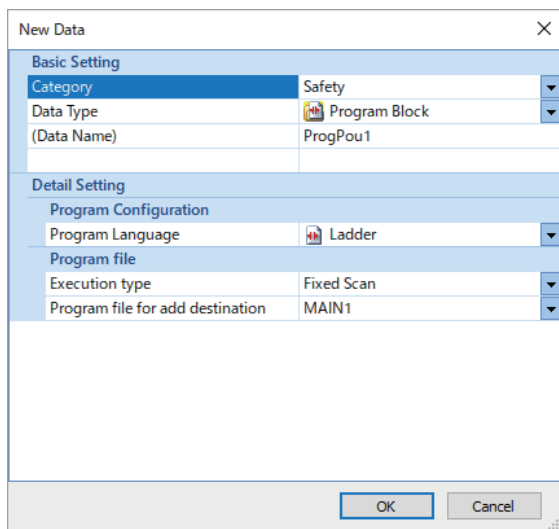 New Data
Basic Setting
Category Safety
Data Type Program Block
(Data Name) ProgPou1
Detail Setting
Program Configuration
Program Language Ladder
Program file
Execution type Fixed Scan
Program file for add destination MAIN1
OK Cancel